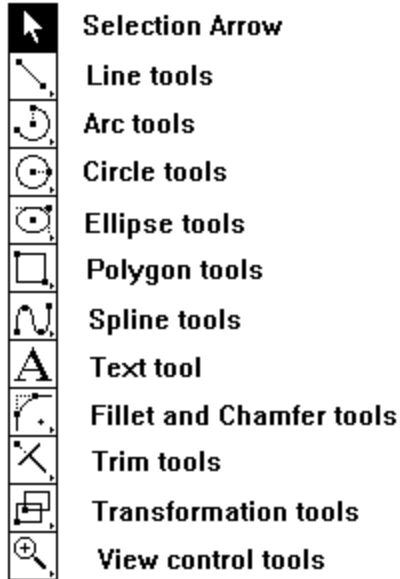 Selection Arrow
Line tools
Arc tools
Circle tools
Ellipse tools
Polygon tools
Spline tools
A Text tool
Fillet and Chamfer tools
Trim tools
Transformation tools
View control tools